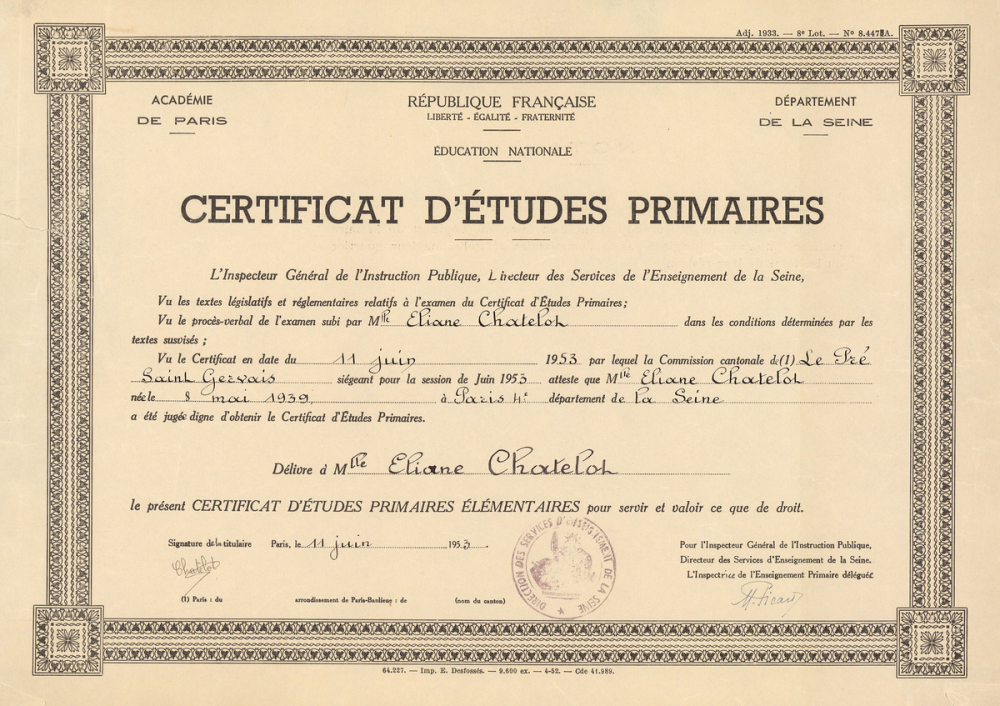 Adj. 1933. — 8e Lot. — No 8.447 A.
ACADÉMIE
DE PARIS
RÉPUBLIQUE FRANÇAISE
LIBERTÉ - ÉGALITÉ - FRATERNITÉ
ÉDUCATION NATIONALE
DÉPARTEMENT
DE LA SEINE
CERTIFICAT D'ÉTUDES PRIMAIRES
L'Inspecteur Général de l'Instruction Publique, Directeur des Services de l'Enseignement de la Seine,
Vu les textes législatifs et réglementaires relatifs à l'examen du Certificat d'Études Primaires;
Vu le procès-verbal de l'examen subi par Mlle Eliane Chatelot dans les conditions déterminées par les
textes susvisés ;
Vu le Certificat en date du 11 juin 1953 par lequel la Commission cantonale de (1) Le Pré
Saint Gervais siégeant pour la session de Juin 1953 atteste que Mlle Eliane Chatelot
née le 8 mai 1939 à Paris 4e département de la Seine
a été jugée digne d'obtenir le Certificat d'Études Primaires.
Délivré à Mlle Eliane Chatelot
le présent CERTIFICAT D'ÉTUDES PRIMAIRES ÉLÉMENTAIRES pour servir et valoir ce que de droit.
Signature de la titulaire
Chatelot
Paris, le 11 juin 1953.
DIRECTION DES SERVICES D'ENSEIGNEMENT DE LA SEINE
Pour l'Inspecteur Général de l'Instruction Publique,
Directeur des Services d'Enseignement de la Seine.
L'Inspectrice de l'Enseignement Primaire déléguée
(1) Paris : du arrondissement de Paris-Banlieue : de (nom du canton)
64.227. — Imp. E. Desfossés. — 9.600 ex. — 4-52. — Cde 41.989.